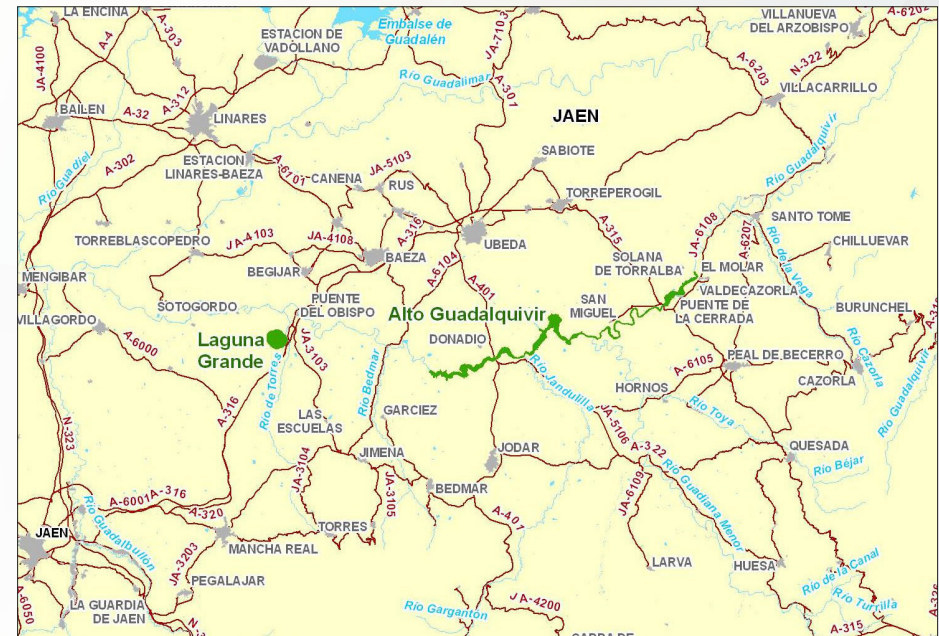 LA ENCINA
A-4
A-303
JA-4100
ESTACION DE
VADOLLANO
Embalse de
Guadalén
JA-7103
VILLANUEVA
DEL ARZOBISPO
A-6202
A-6203
N-322
Río Guadalimar
A-301
VILLACARRILLO
BAILEN
A-32
A-312
LINARES
JAEN
Río Guadiel
A-302
ESTACION
LINARES-BAEZA
A-6101
CANENA
JA-5103
RUS
SABIOTE
Río Guadalquivir
TORREPEROGIL
A-315
JA-6108
SANTO TOME
A-6207
TORREBLASCOPEDRO
JA-4103
JA-4108
A-316
UBEDA
BAEZA
A-6104
A-401
BEGIJAR
SOLANA
DE TORRALBA
EL MOLAR
Río de la Vega
CHILLUEVAR
MENGIBAR
SOTOGORDO
PUENTE
DEL OBISPO
VALDECAZORLA
PUENTE DE
LA CERRADA
BURUNCHEL
A-319
VILLAGORDO
Alto Guadalquivir
SAN
MIGUEL
DONADIO
A-6000
Laguna
Grande
JA-3103
Río de Torres
Río Bedmar
Río Jandulilla
A-6105
PEAL DE BECERRO
Río Cazorla
CAZORLA
Río Guadalquivir
HORNOS
Río Toya
N-323
A-316
LAS
ESCUELAS
GARCIEZ
JA-5106
A-322
QUESADA
Río Béjar
JA-3104
JIMENA
JA-3105
JODAR
BEDMAR
JA-6109
Río Guadiana Menor
A-6001
A-316
A-320
Río Guadalbullón
JAEN
MANCHA REAL
TORRES
A-401
LARVA
HUESA
Río de la Canal
Río Turrilla
JA-3203
PEGALAJAR
A-6050
LA GUARDIA
DE JAEN
Río Gargantón
JA-4200
A-315